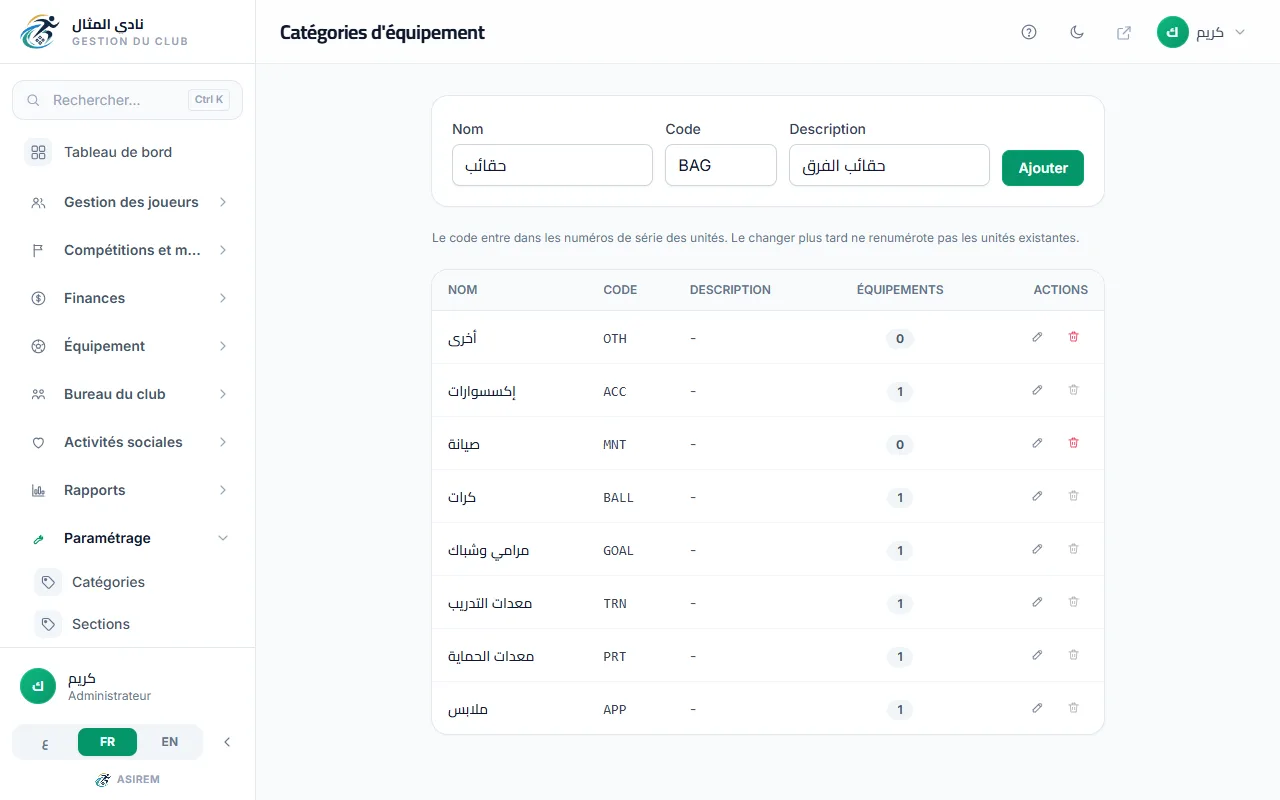 نادي المثال
GESTION DU CLUB
Catégories d'équipement
ك
كريم
Rechercher...
Ctrl K
Tableau de bord
Gestion des joueurs
Compétitions et m...
Finances
Équipement
Bureau du club
Activités sociales
Rapports
Paramétrage
Catégories
Sections
ك
كريم
Administrateur
ع
FR
EN
ASIREM
Nom
Code
Description
حقائب
BAG
حقائب الفرق
Ajouter
Le code entre dans les numéros de série des unités. Le changer plus tard ne renumérote pas les unités existantes.
NOM CODE DESCRIPTION ÉQUIPEMENTS ACTIONS
أخرى OTH - 0
إكسسوارات ACC - 1
صيانة MNT - 0
كرات BALL - 1
مرامي وشباك GOAL - 1
معدات التدريب TRN - 1
معدات الحماية PRT - 1
ملابس APP - 1